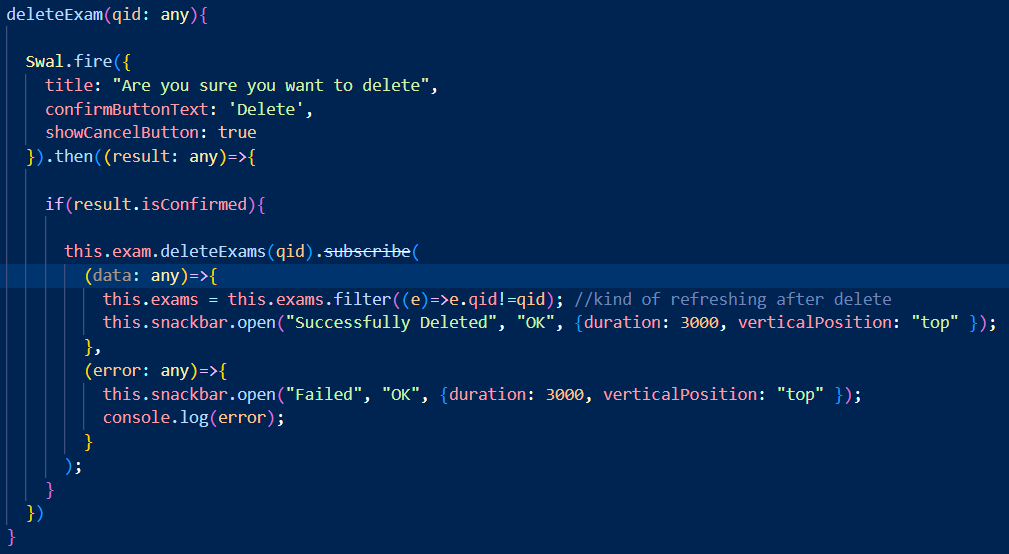 deleteExam(qid: any){
Swal.fire({
title: "Are you sure you want to delete",
confirmButtonText: 'Delete',
showCancelButton: true
}).then((result: any)=>{
if(result.isConfirmed){
this.exam.deleteExams(qid).subscribe(
(data: any)=>{
this.exams = this.exams.filter((e)=>e.qid!=qid); //kind of refreshing after delete
this.snackbar.open("Successfully Deleted", "OK", {duration: 3000, verticalPosition: "top" });
},
(error: any)=>{
this.snackbar.open("Failed", "OK", {duration: 3000, verticalPosition: "top" });
console.log(error);
}
);
}
})
}